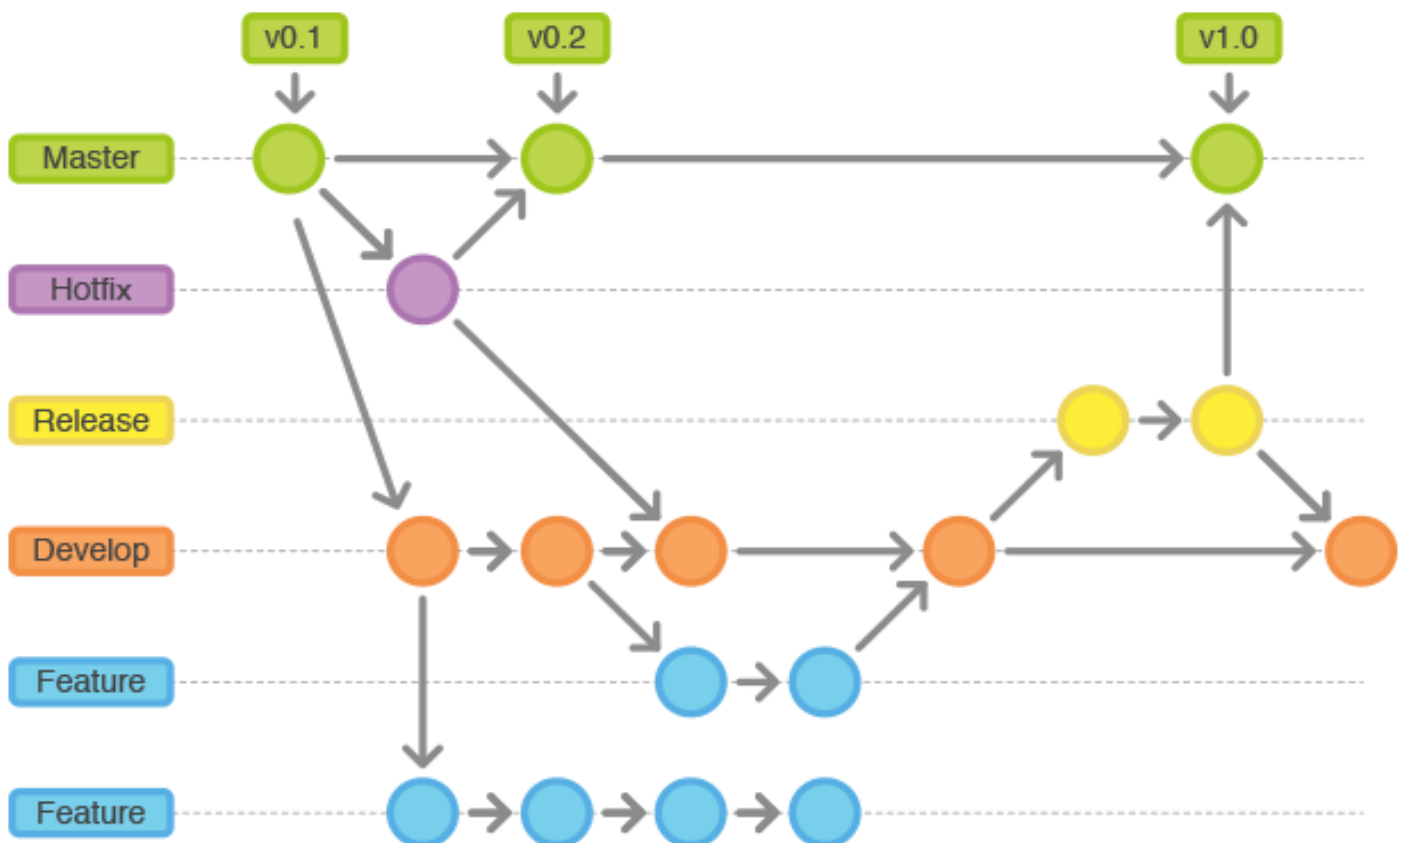 v0.1
v0.2
v1.0
Master
Hotfix
Release
Develop
Feature
Feature